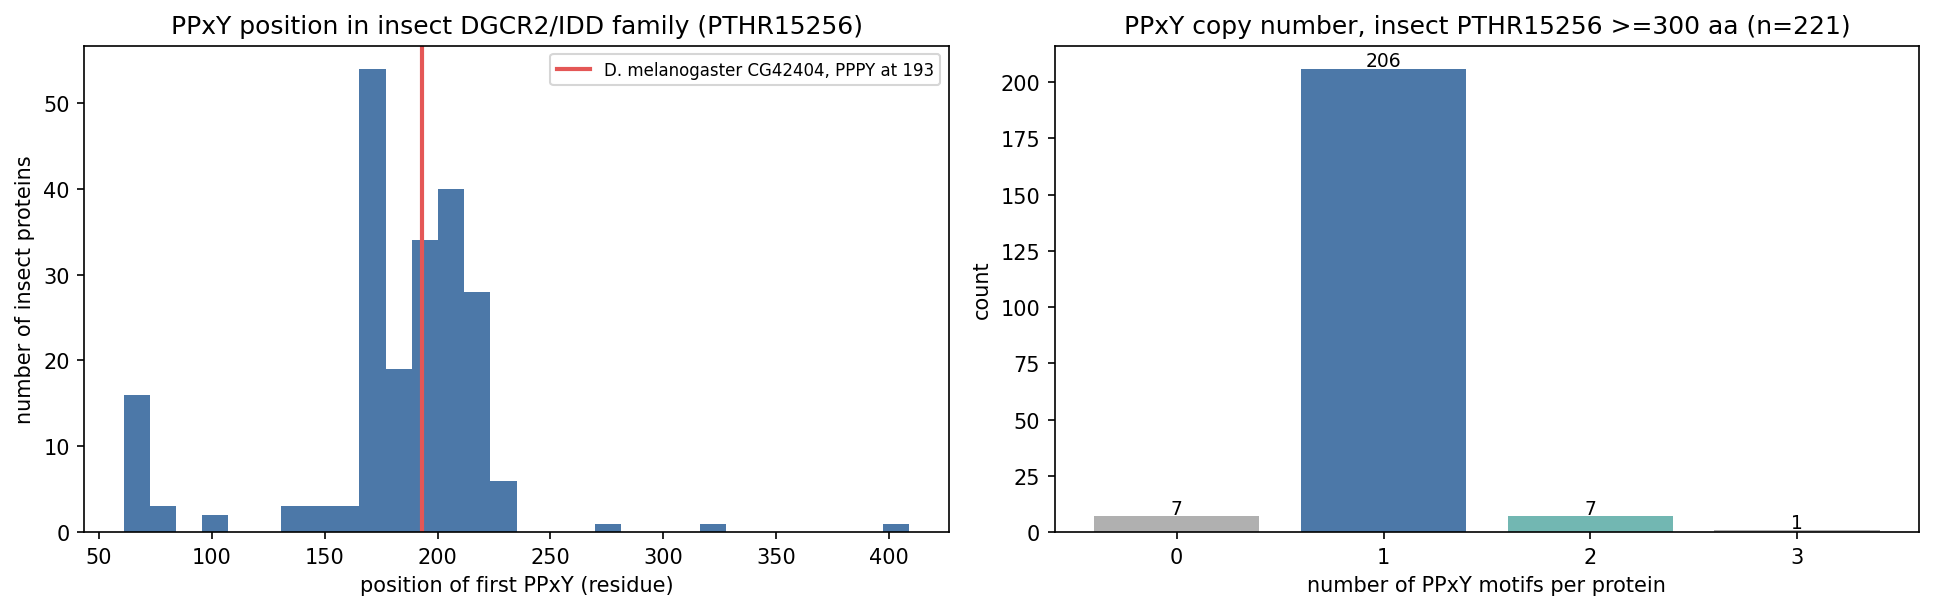 PPxY position in insect DGCR2/IDD family (PTHR15256)
D. melanogaster CG42404, PPPY at 193
number of insect proteins
50
40
30
20
10
0
50 100 150 200 250 300 350 400
position of first PPxY (residue)
PPxY copy number, insect PTHR15256 >=300 aa (n=221)
count
200
175
150
125
100
75
50
25
0
206
7
7
1
0 1 2 3
number of PPxY motifs per protein